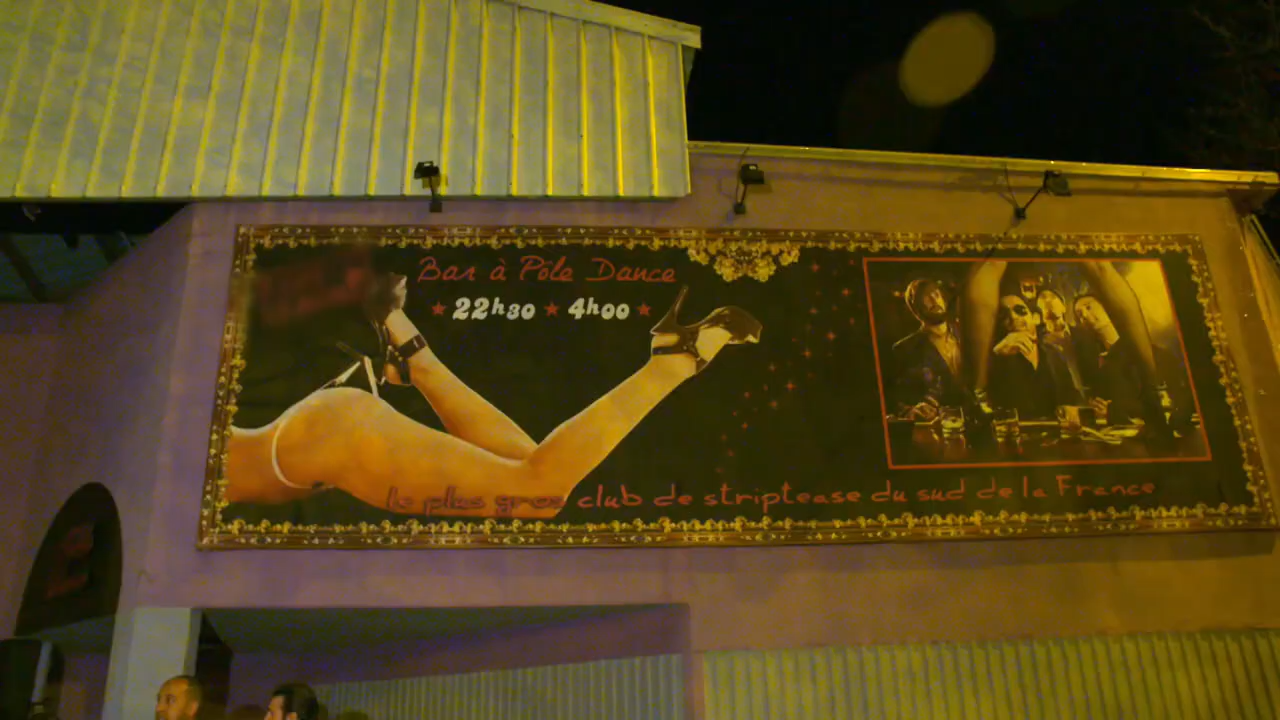 Bar à Pôle Dance
22h30 ★ 4h00
le plus gros club de striptease du sud de la France